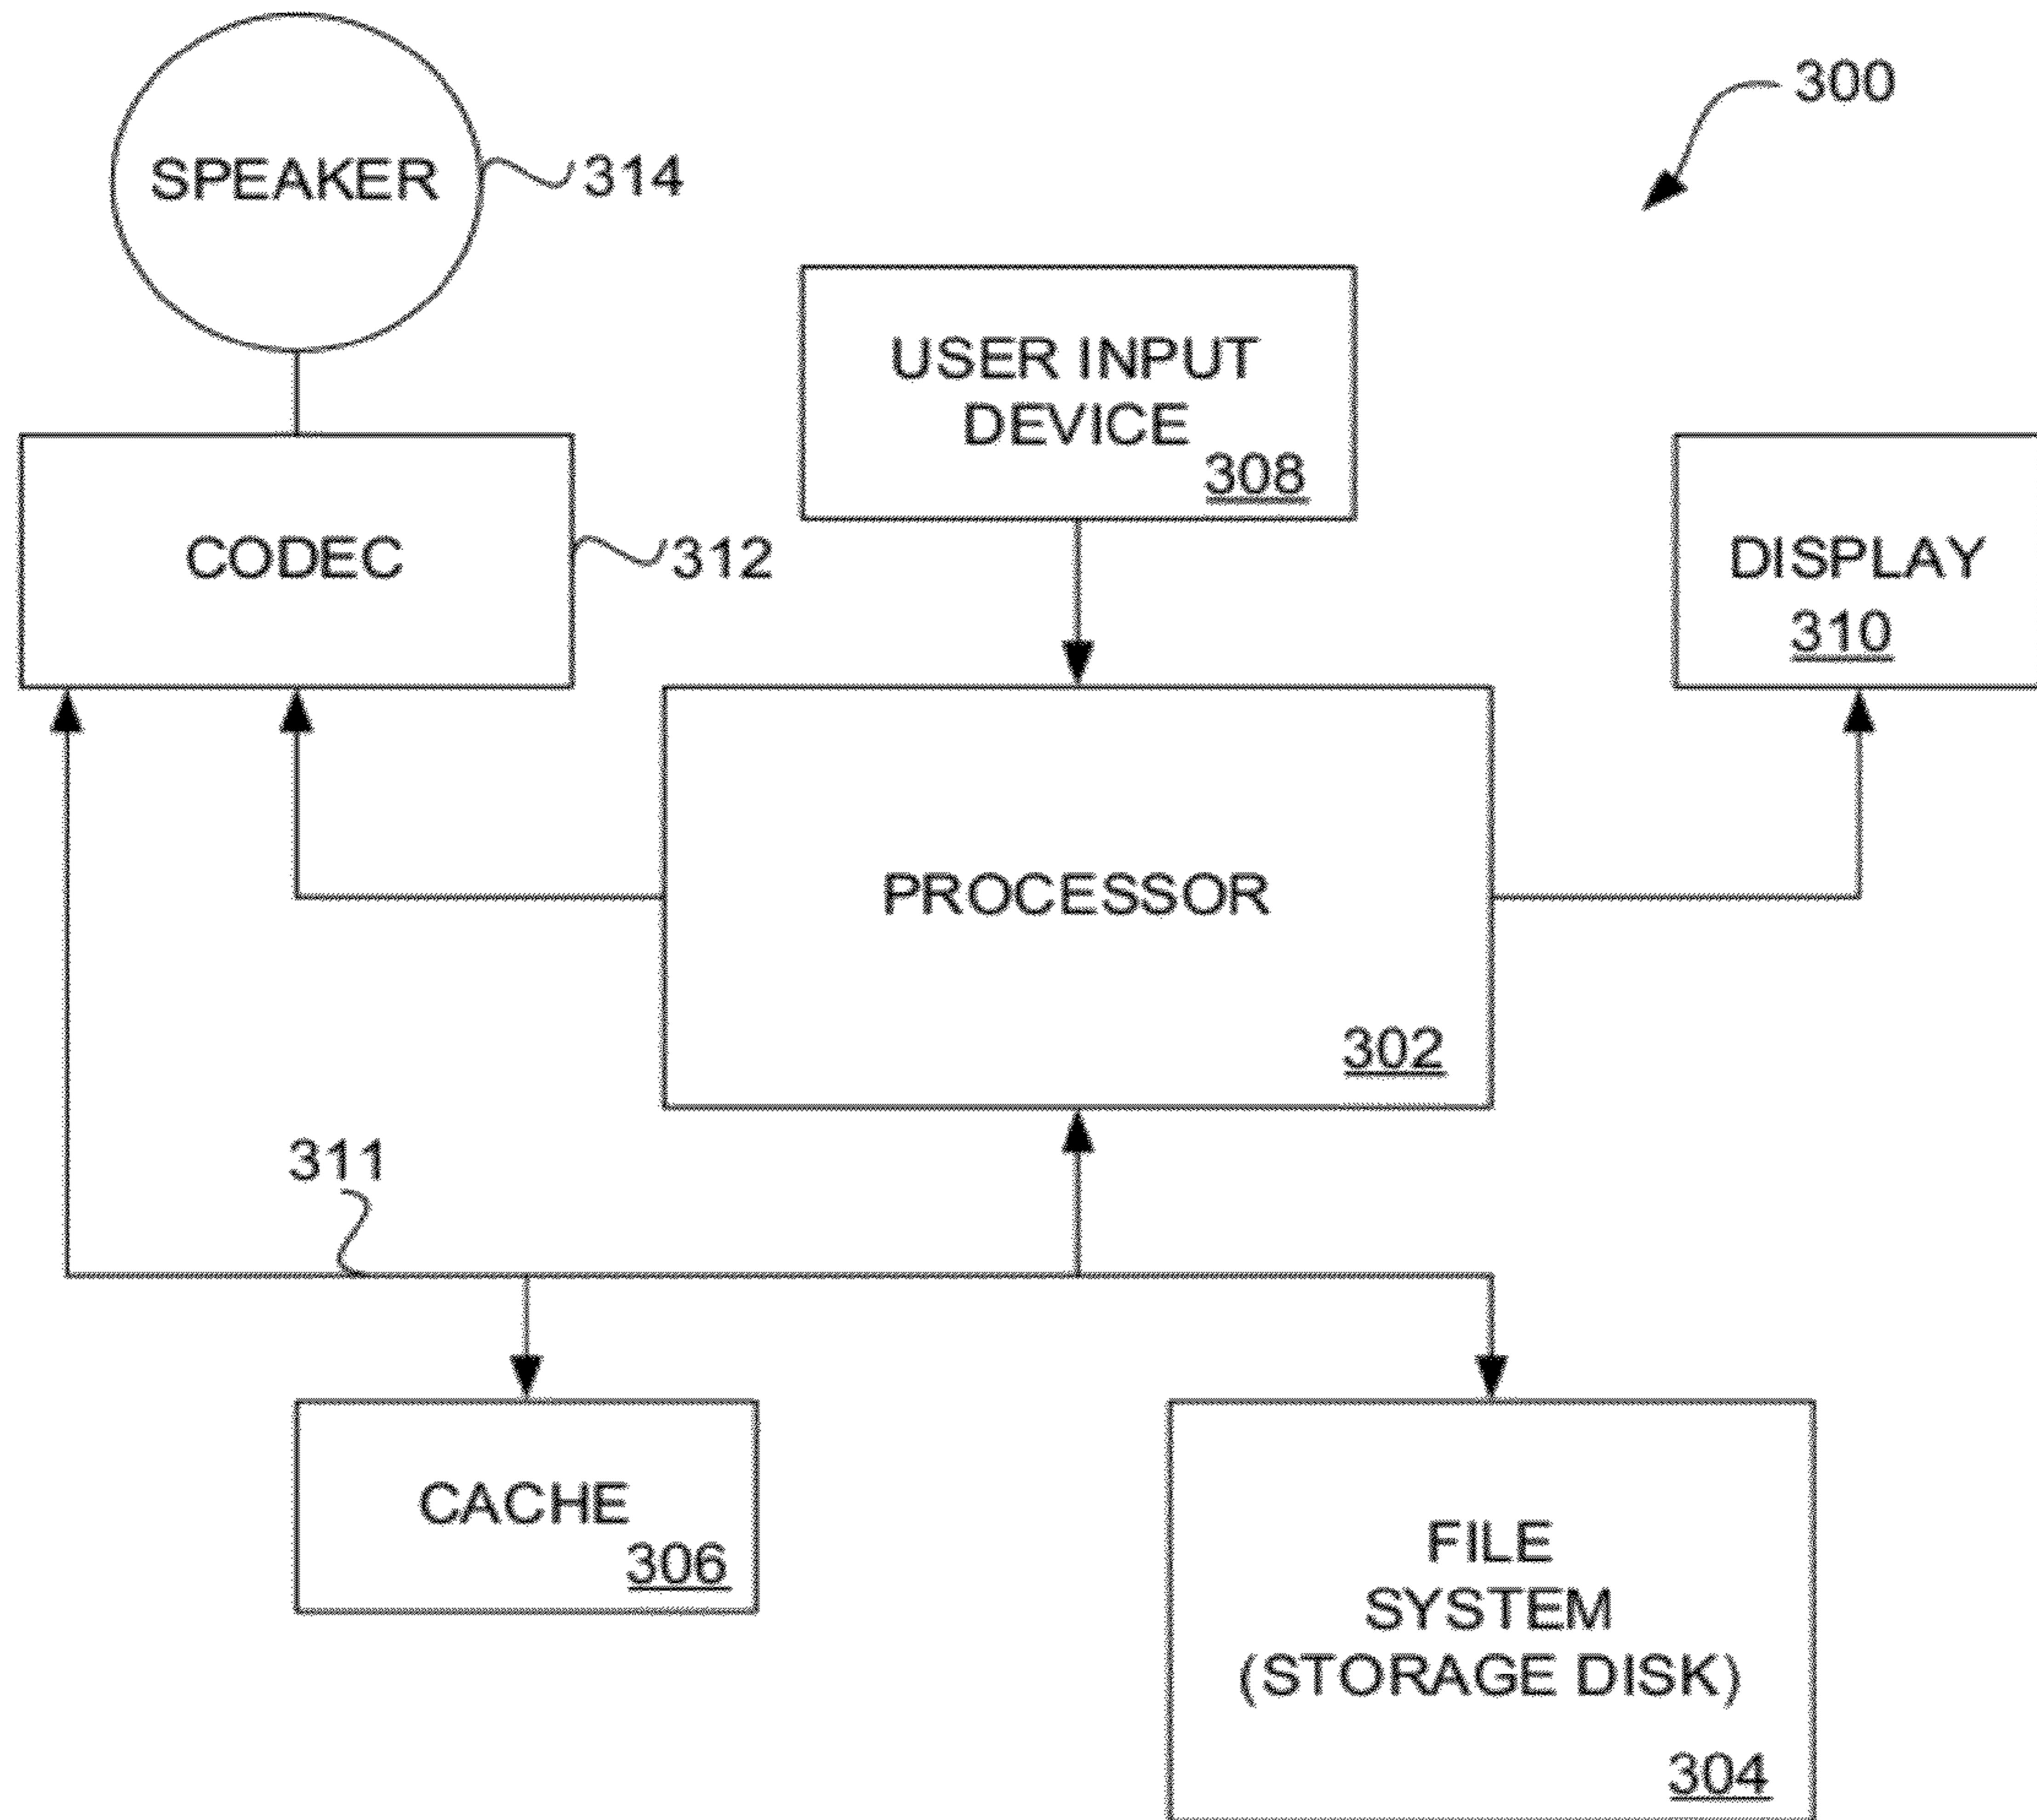 300
SPEAKER
314
USER INPUT
DEVICE
308
CODEC
312
DISPLAY
310
PROCESSOR
302
311
CACHE
306
FILE
SYSTEM
(STORAGE DISK)
304